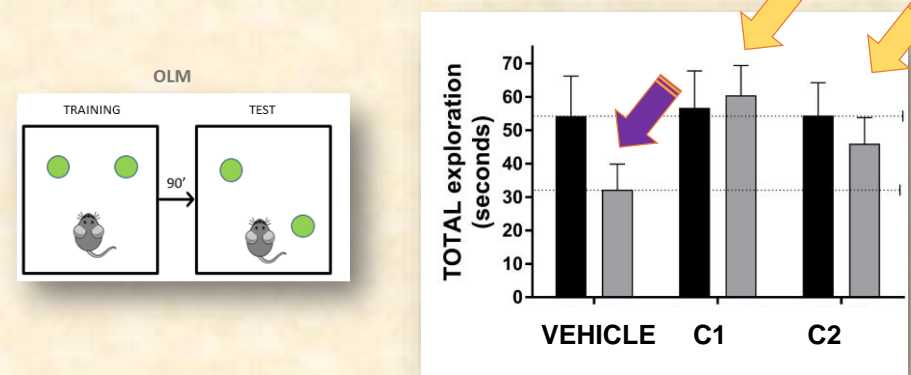 OLM
TRAINING
TEST
90'
TOTAL exploration
(seconds)
70
60
50
40
30
20
10
0
VEHICLE
C1
C2